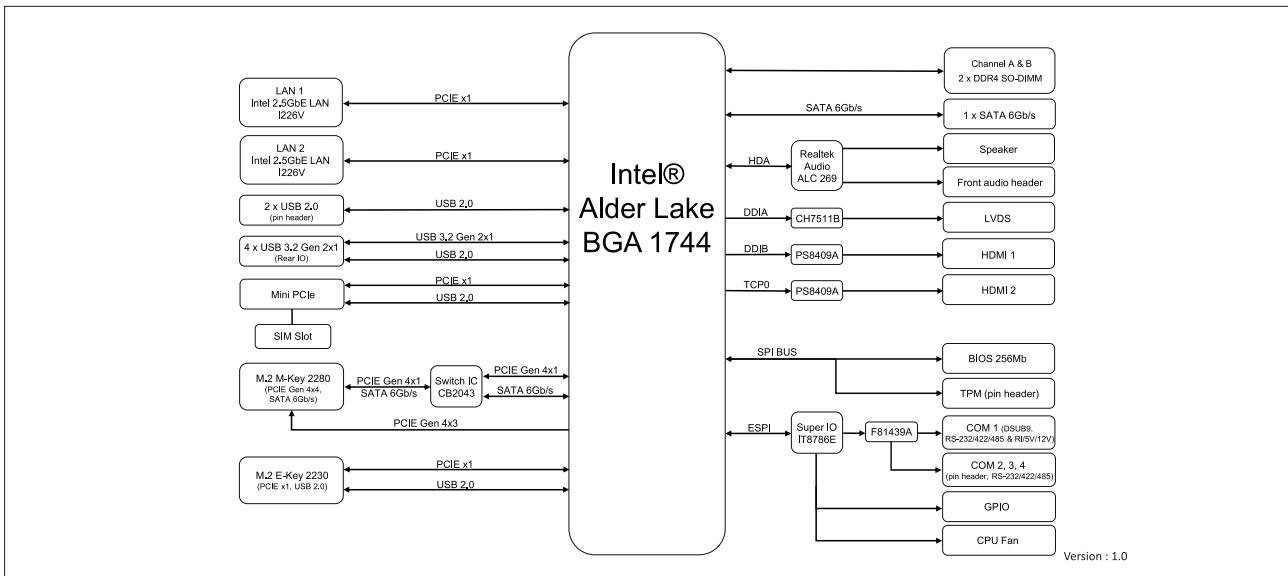 LAN 1
Intel 2.5GbE LAN
I226V
PCIE x1
LAN 2
Intel 2.5GbE LAN
I226V
PCIE x1
2 x USB 2.0
(pin header)
USB 2.0
4 x USB 3.2 Gen 2x1
(Rear IO)
USB 3.2 Gen 2x1
USB 2.0
Mini PCIe
PCIE x1
USB 2.0
SIM Slot
M.2 M-Key 2280
(PCIE Gen 4x4,
SATA 6Gb/s)
PCIE Gen 4x1
SATA 6Gb/s
Switch IC
CB2043
PCIE Gen 4x1
SATA 6Gb/s
PCIE Gen 4x3
M.2 E-Key 2230
(PCIE x1, USB 2.0)
PCIE x1
USB 2.0
Intel®
Alder Lake
BGA 1744
Channel A & B
2 x DDR4 SO-DIMM
SATA 6Gb/s
1 x SATA 6Gb/s
HDA
Realtek
Audio
ALC 269
Speaker
Front audio header
DDIA
CH7511B
LVDS
DDIB
PS8409A
HDMI 1
TCP0
PS8409A
HDMI 2
SPI BUS
BIOS 256Mb
TPM (pin header)
ESPI
Super IO
IT8786E
F81439A
COM 1 (DSUB9,
RS-232/422/485 & RI/5V/12V)
COM 2, 3, 4
(pin header, RS-232/422/485)
GPIO
CPU Fan
Version : 1.0